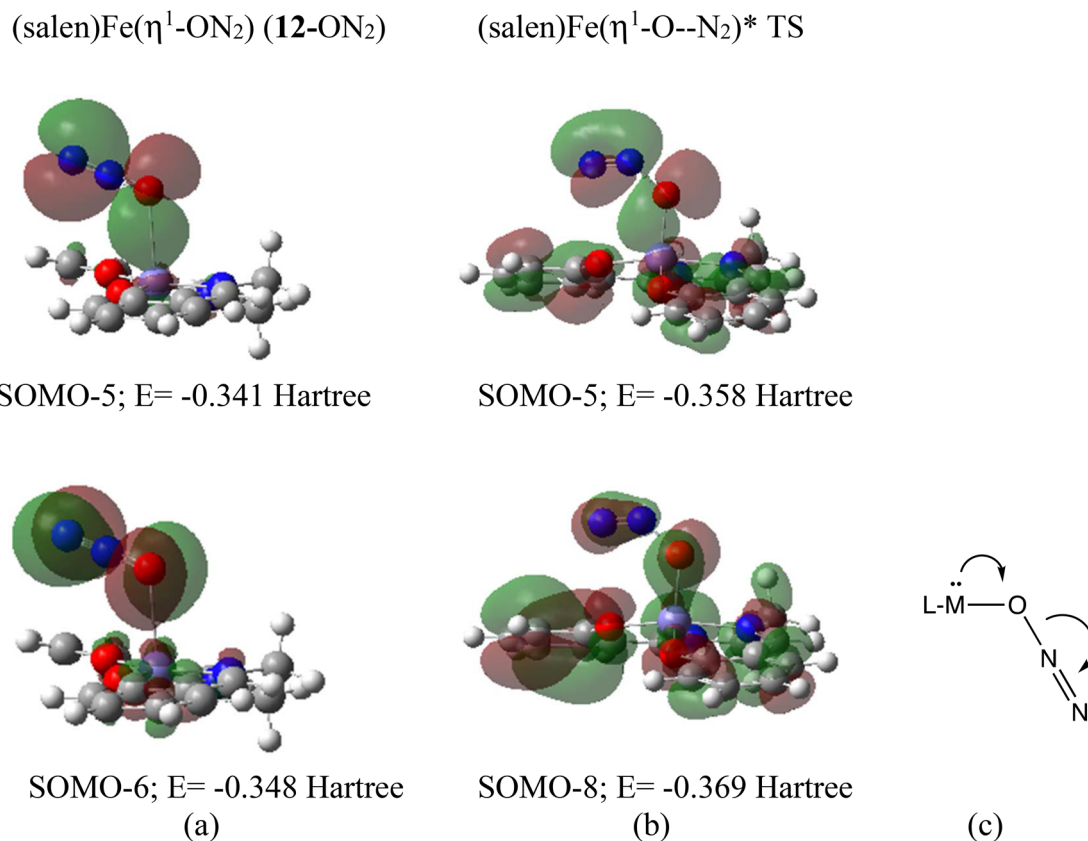 (salen)Fe(η¹-ON₂) (12-ON₂)
(salen)Fe(η¹-O--N₂)* TS
SOMO-5; E= -0.341 Hartree
SOMO-5; E= -0.358 Hartree
SOMO-6; E= -0.348 Hartree
SOMO-8; E= -0.369 Hartree
L-M
O
N
N
(a)
(b)
(c)